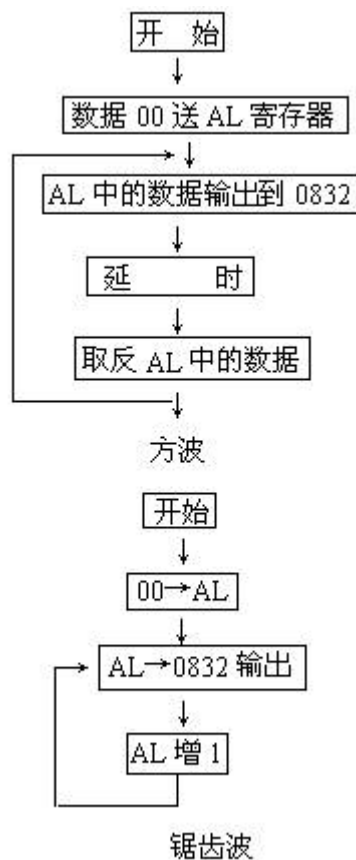 开 始
数据 00 送 AL 寄存器
AL 中的数据输出到 0832
延 时
取反 AL 中的数据
方波
开始
00→AL
AL→0832 输出
AL 增 1
锯齿波